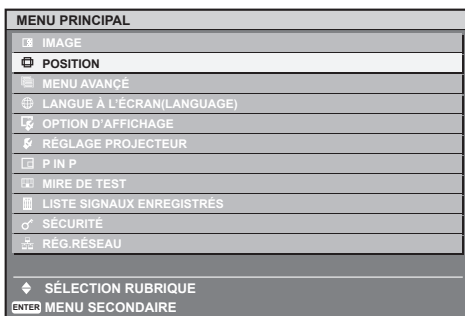 MENU PRINCIPAL
IMAGE
POSITION
MENU AVANÇÉ
LANGUE À L'ÉCRAN(LANGUAGE)
OPTION D'AFFICHAGE
RÉGLAGE PROJECTEUR
P IN P
MIRE DE TEST
LISTE SIGNAUX ENREGISTRÉS
SÉCURITÉ
RÉG.RÉSEAU
SÉLECTION RUBRIQUE
ENTER MENU SECONDAIRE